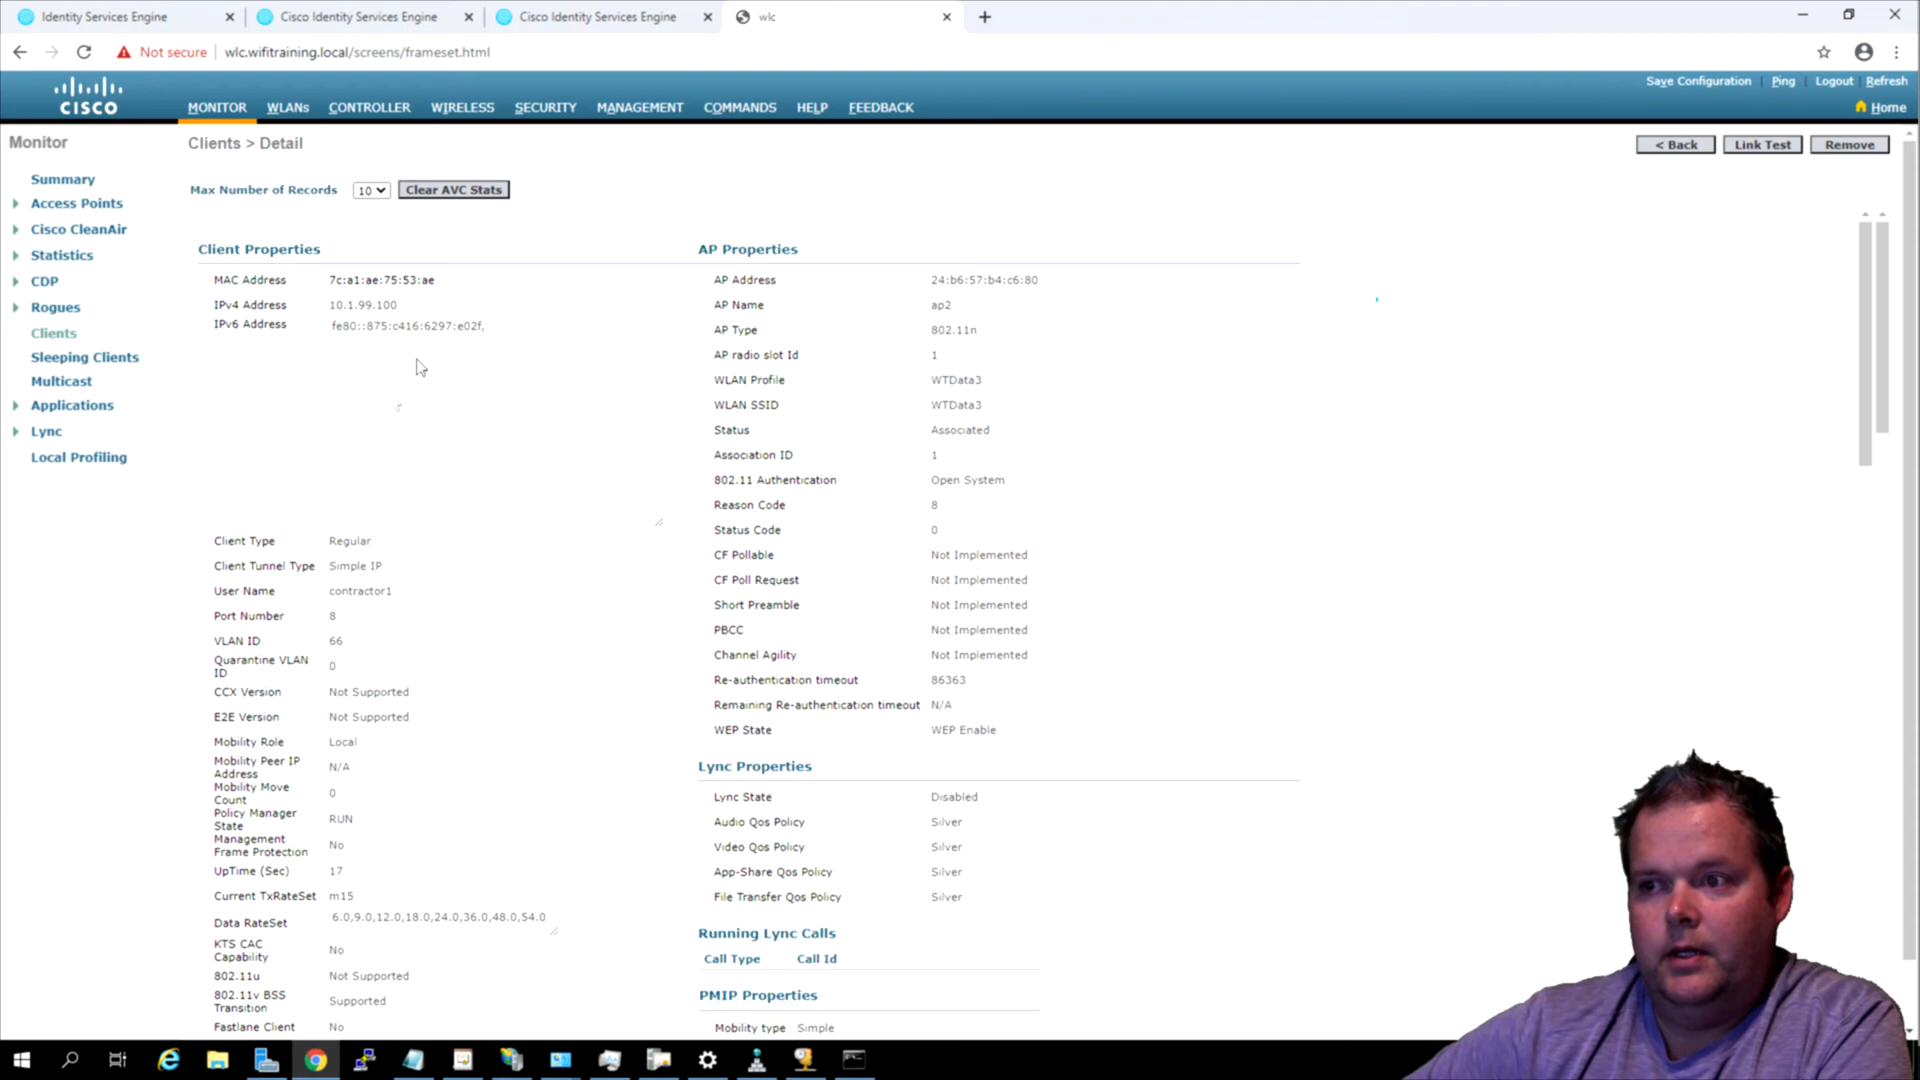 Identity Services Engine
Cisco Identity Services Engine
Cisco Identity Services Engine
wlc
Not secure
wlc.wifitraining.local/screens/frameset.html
Save Configuration | Ping | Logout | Refresh
CISCO
MONITOR WLANs CONTROLLER WIRELESS SECURITY MANAGEMENT COMMANDS HELP FEEDBACK
Home
Monitor
Summary
Access Points
Cisco CleanAir
Statistics
CDP
Rogues
Clients
Sleeping Clients
Multicast
Applications
Lync
Local Profiling
Clients > Detail
< Back
Link Test
Remove
Max Number of Records 10 Clear AVC Stats
Client Properties
MAC Address 7c:a1:ae:75:53:ae
IPv4 Address 10.1.99.100
IPv6 Address fe80::875:c416:6297:e02f,
Client Type Regular
Client Tunnel Type Simple IP
User Name contractor1
Port Number 8
VLAN ID 66
Quarantine VLAN
ID 0
CCX Version Not Supported
E2E Version Not Supported
Mobility Role Local
Mobility Peer IP
Address N/A
Mobility Move
Count 0
Policy Manager
State RUN
Management
Frame Protection No
UpTime (Sec) 17
Current TxRateSet m15
Data RateSet 6.0,9.0,12.0,18.0,24.0,36.0,48.0,54.0
KTS CAC
Capability No
802.11u Not Supported
802.11v BSS
Transition Supported
Fastlane Client No
AP Properties
AP Address 24:b6:57:b4:c6:80
AP Name ap2
AP Type 802.11n
AP radio slot Id 1
WLAN Profile WTData3
WLAN SSID WTData3
Status Associated
Association ID 1
802.11 Authentication Open System
Reason Code 8
Status Code 0
CF Pollable Not Implemented
CF Poll Request Not Implemented
Short Preamble Not Implemented
PBCC Not Implemented
Channel Agility Not Implemented
Re-authentication timeout 86363
Remaining Re-authentication timeout N/A
WEP State WEP Enable
Lync Properties
Lync State Disabled
Audio Qos Policy Silver
Video Qos Policy Silver
App-Share Qos Policy Silver
File Transfer Qos Policy Silver
Running Lync Calls
Call Type Call Id
PMIP Properties
Mobility type Simple